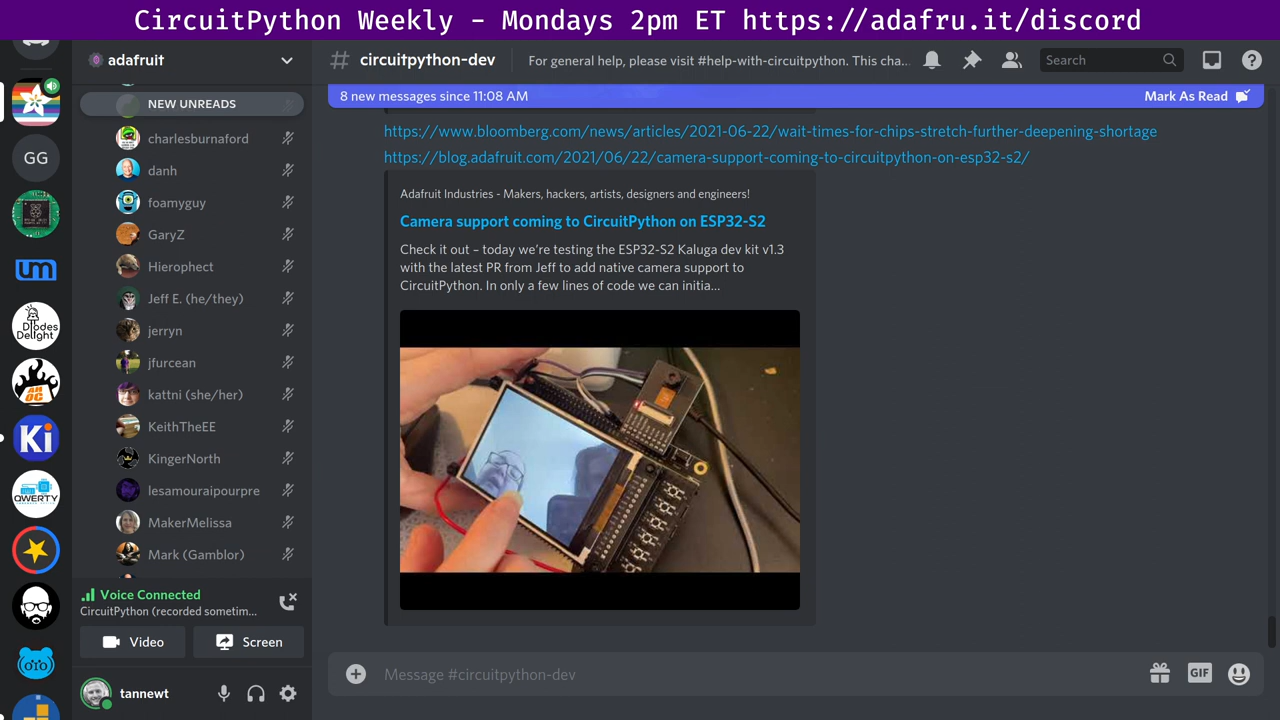 CircuitPython Weekly - Mondays 2pm ET https://adafru.it/discord
adafruit
circuitpython-dev
For general help, please visit #help-with-circuitpython. This cha...
Search
NEW UNREADS
8 new messages since 11:08 AM
Mark As Read
GG
um
Diodes
Delight
AH
OC
Ki
QWERTY
charlesburnaford
danh
foamyguy
GaryZ
Hierophect
Jeff E. (he/they)
jerryn
jfurcean
kattni (she/her)
KeithTheEE
KingerNorth
lesamouraipourpre
MakerMelissa
Mark (Gamblor)
Voice Connected
CircuitPython (recorded sometim...
Video
Screen
tannewt
https://www.bloomberg.com/news/articles/2021-06-22/wait-times-for-chips-stretch-further-deepening-shortage
https://blog.adafruit.com/2021/06/22/camera-support-coming-to-circuitpython-on-esp32-s2/
Adafruit Industries - Makers, hackers, artists, designers and engineers!
Camera support coming to CircuitPython on ESP32-S2
Check it out – today we're testing the ESP32-S2 Kaluga dev kit v1.3
with the latest PR from Jeff to add native camera support to
CircuitPython. In only a few lines of code we can initia...
Message #circuitpython-dev
GIF